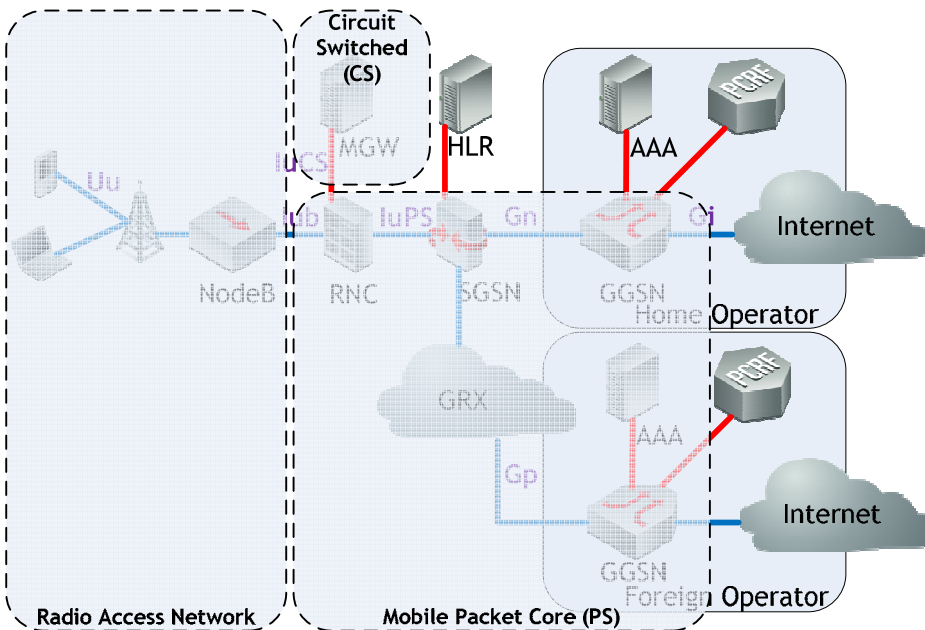 Circuit
Switched
(CS)
MGW
HLR
AAA
PCRF
IuCS
Uu
Iub
IuPS
Gn
Gi
Internet
NodeB
RNC
SGSN
GGSN
Home Operator
GRX
AAA
PCRF
Gp
Internet
GGSN
Foreign Operator
Radio Access Network
Mobile Packet Core (PS)